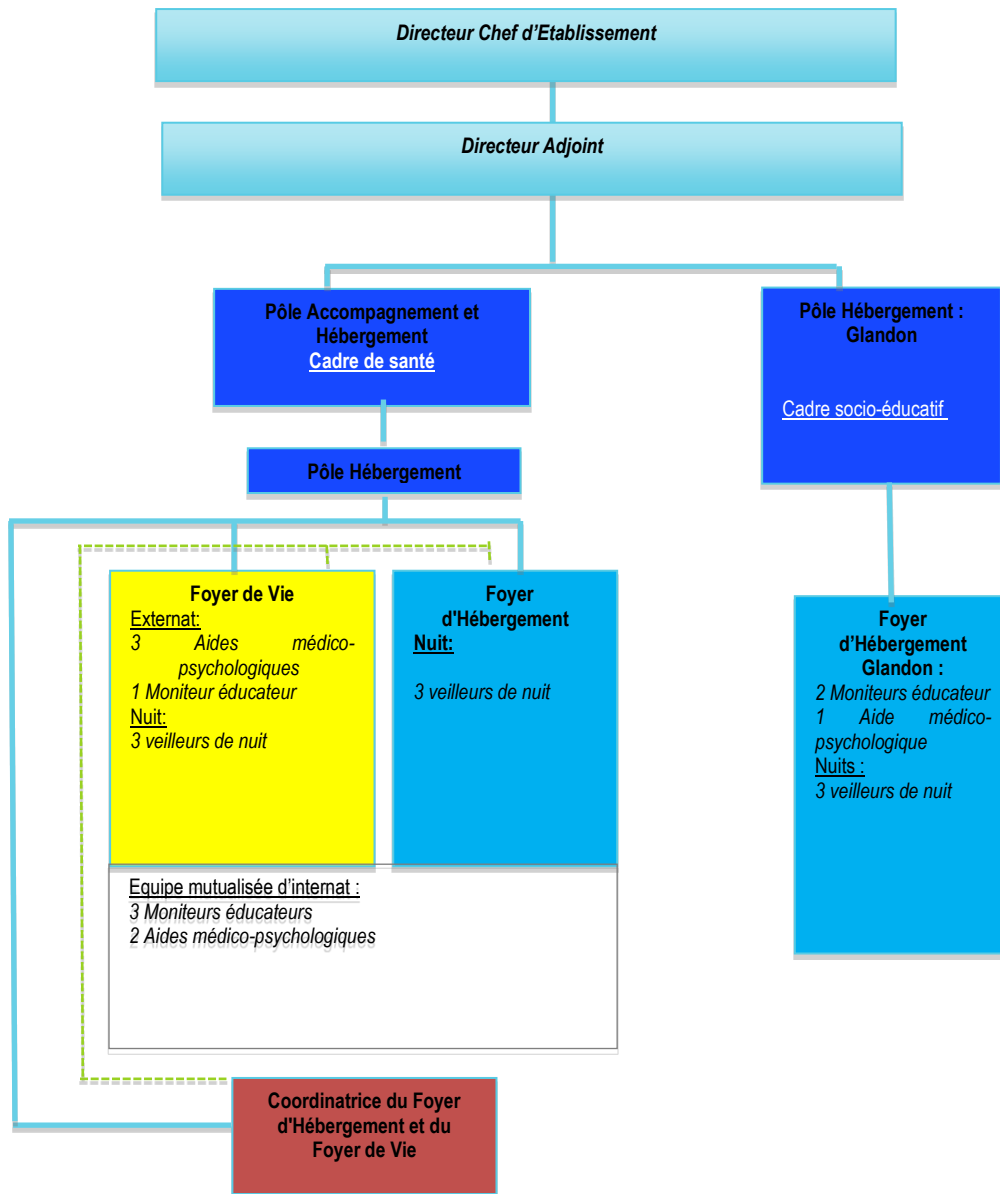 Directeur Chef d'Etablissement
Directeur Adjoint
Pôle Accompagnement et
Hébergement
Cadre de santé
Pôle Hébergement :
Glandon
Cadre socio-éducatif
Pôle Hébergement
Foyer de Vie
Externat:
3 Aides médico-
psychologiques
1 Moniteur éducateur
Nuit:
3 veilleurs de nuit
Foyer
d'Hébergement
Nuit:
3 veilleurs de nuit
Foyer
d'Hébergement
Glandon :
2 Moniteurs éducateur
1 Aide médico-
psychologique
Nuits :
3 veilleurs de nuit
Equipe mutualisée d'internat :
3 Moniteurs éducateurs
2 Aides médico-psychologiques
Coordinatrice du Foyer
d'Hébergement et du
Foyer de Vie